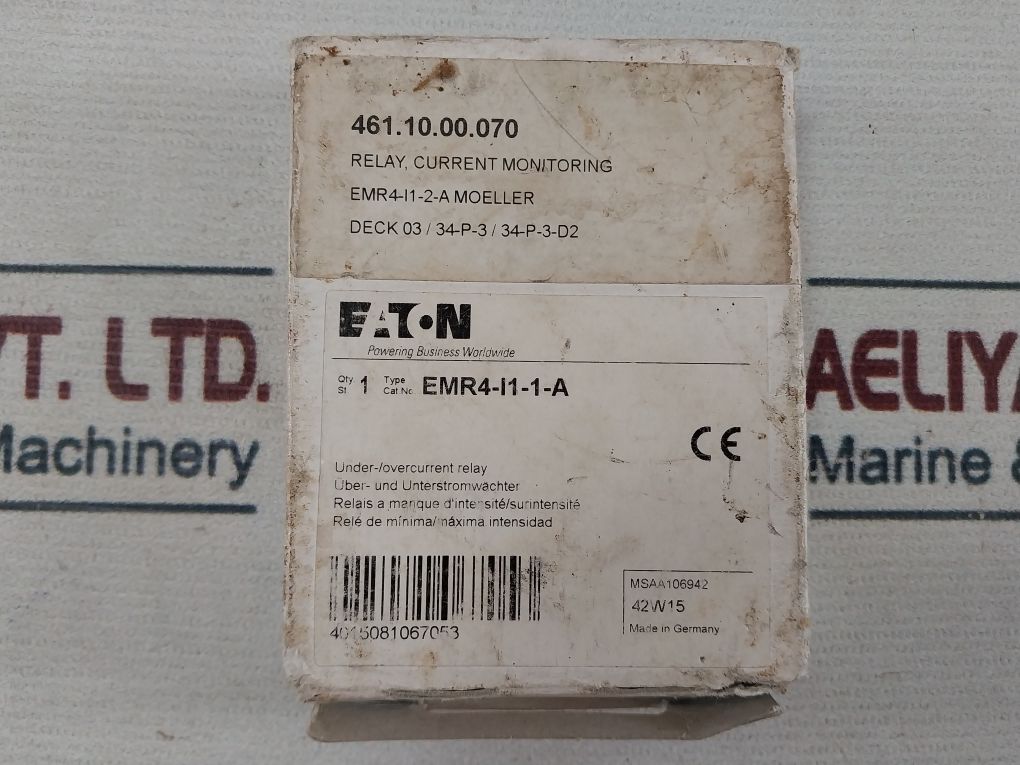 461.10.00.070
RELAY, CURRENT MONITORING
EMR4-I1-2-A MOELLER
DECK 03 / 34-P-3 / 34-P-3-D2
EATON
Powering Business Worldwide
Qty St 1 Type Cat.No. EMR4-I1-1-A
CE
Under-/overcurrent relay
Über- und Unterstromwächter
Relais a manque d'intensité/surintensité
Relé de mínima/máxima intensidad
4015081067053
MSAA106942
42W15
Made in Germany
VT. LTD.
Machinery
AELIYA
Marine &